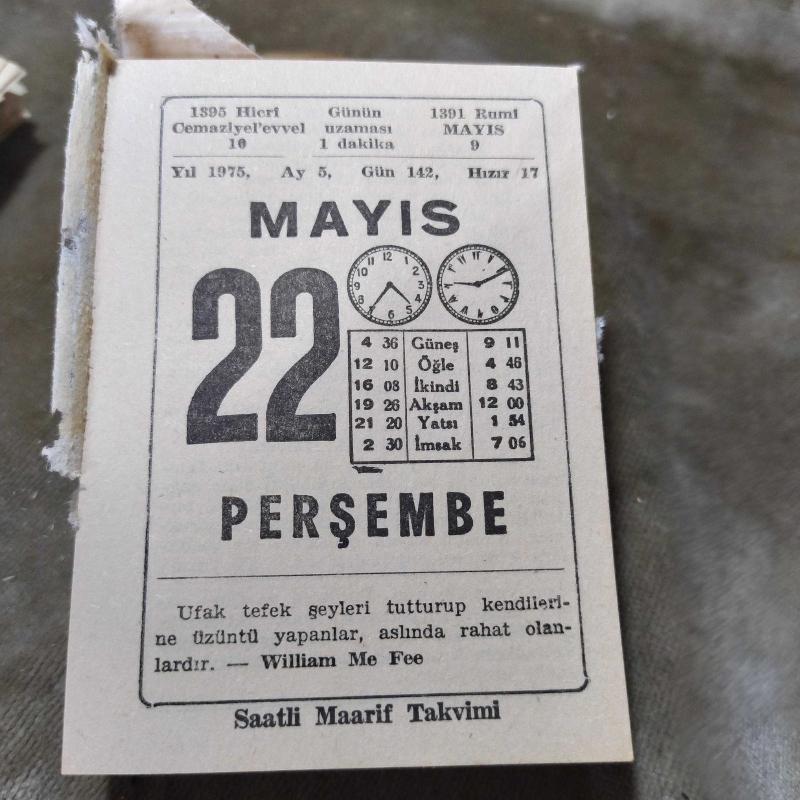 1395 Hicrî Günün 1391 Rumî
Cemaziyel'evvel uzaması MAYIS
10 1 dakika 9
Yıl 1975, Ay 5, Gün 142, Hızır 17
MAYIS
22
4 36 Güneş 9 11
12 10 Öğle 4 46
16 08 İkindi 8 43
19 26 Akşam 12 00
21 20 Yatsı 1 54
2 30 İmsak 7 06
PERŞEMBE
Ufak tefek şeyleri tutturup kendileri-
ne üzüntü yapanlar, aslında rahat olan-
lardır. — William Me Fee
Saatli Maarif Takvimi